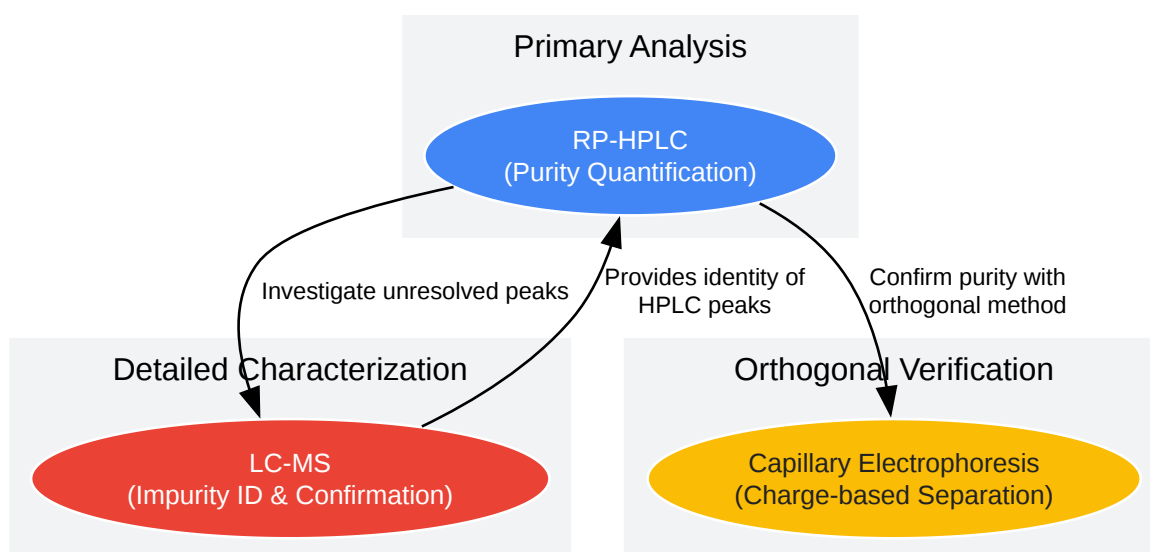 Primary Analysis
RP-HPLC
(Purity Quantification)
Investigate unresolved peaks
Provides identity of
HPLC peaks
Confirm purity with
orthogonal method
Detailed Characterization
LC-MS
(Impurity ID & Confirmation)
Orthogonal Verification
Capillary Electrophoresis
(Charge-based Separation)